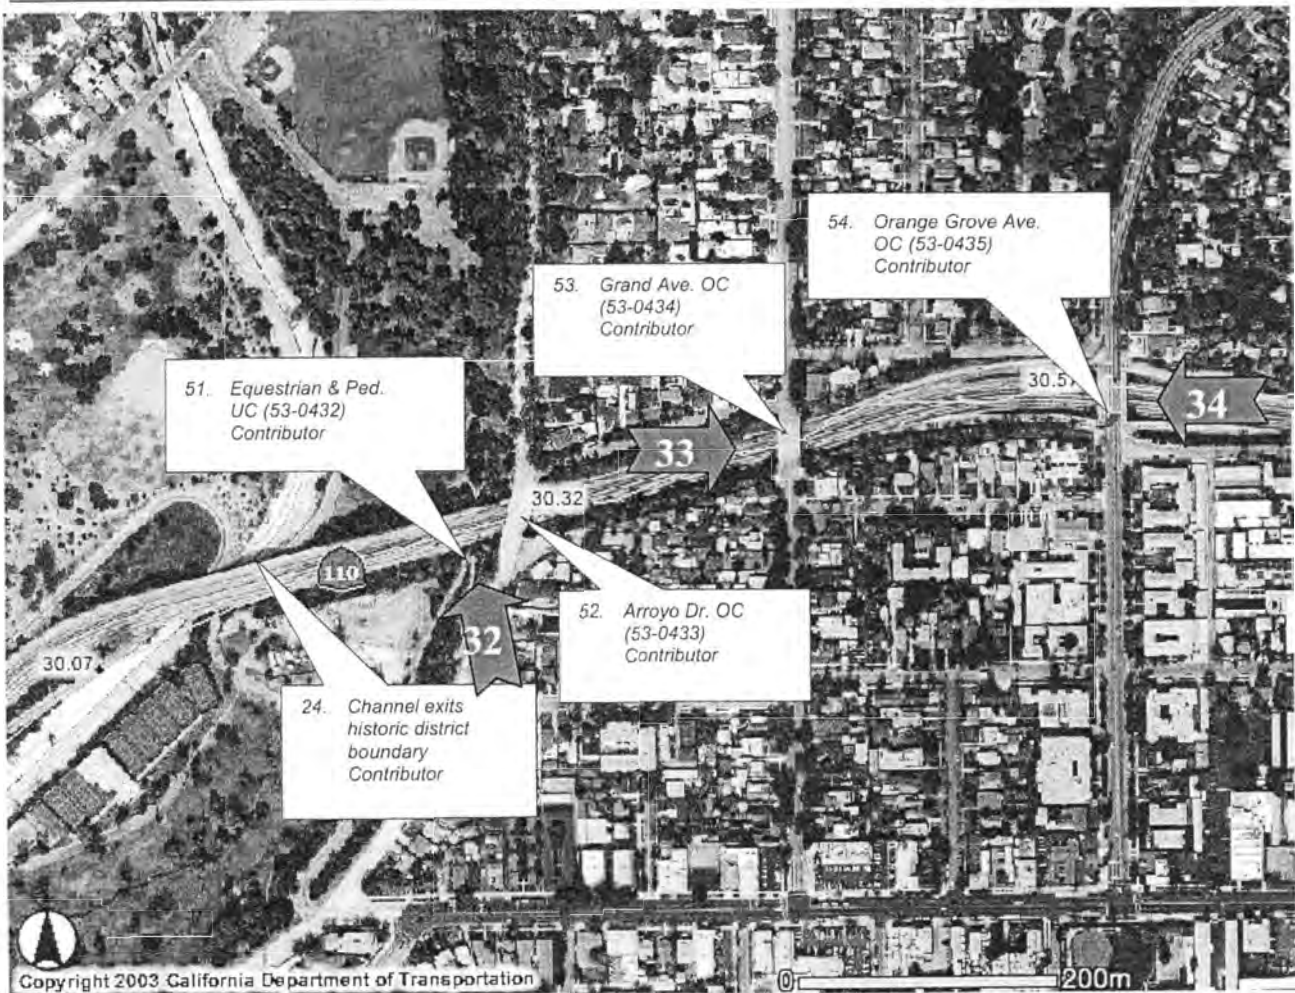 54. Orange Grove Ave.
OC (53-0435)
Contributor
53. Grand Ave. OC
(53-0434)
Contributor
51. Equestrian & Ped.
UC (53-0432)
Contributor
30.57
34
33
30.32
110
52. Arroyo Dr. OC
(53-0433)
Contributor
32
30.07
24. Channel exits
historic district
boundary
Contributor
Copyright 2003 California Department of Transportation
0
200m